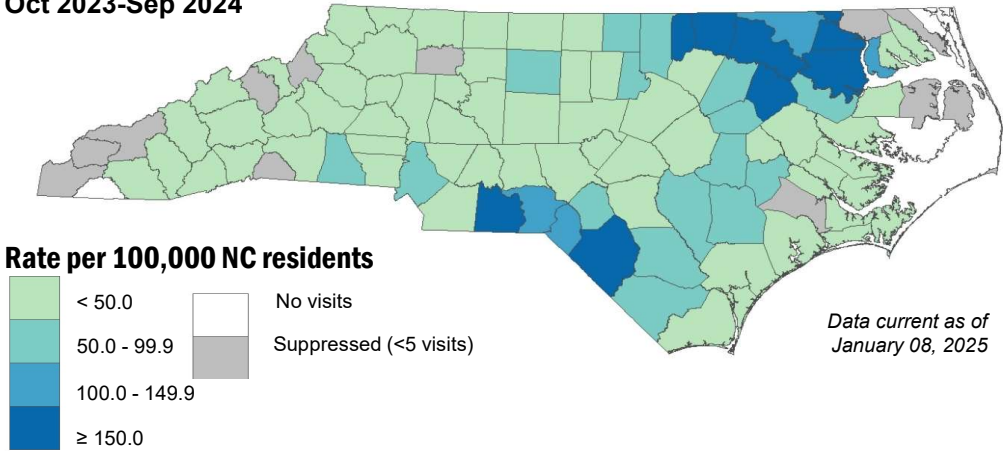 Oct 2023-Sep 2024
Rate per 100,000 NC residents
< 50.0
50.0 - 99.9
100.0 - 149.9
≥ 150.0
No visits
Suppressed (<5 visits)
Data current as of
January 08, 2025